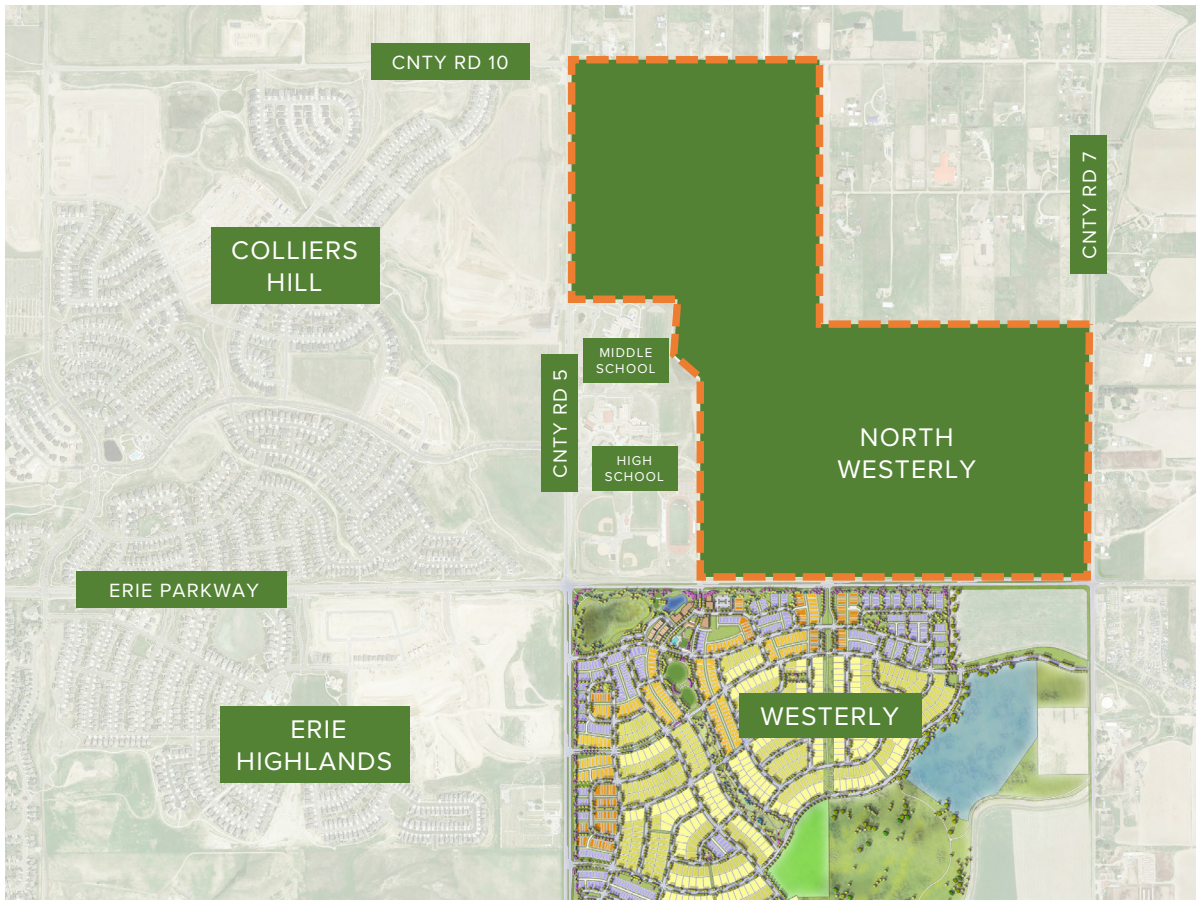 CNTY RD 10
CNTY RD 7
COLLIERS
HILL
MIDDLE
SCHOOL
CNTY RD 5
HIGH
SCHOOL
NORTH
WESTERLY
ERIE PARKWAY
WESTERLY
ERIE
HIGHLANDS